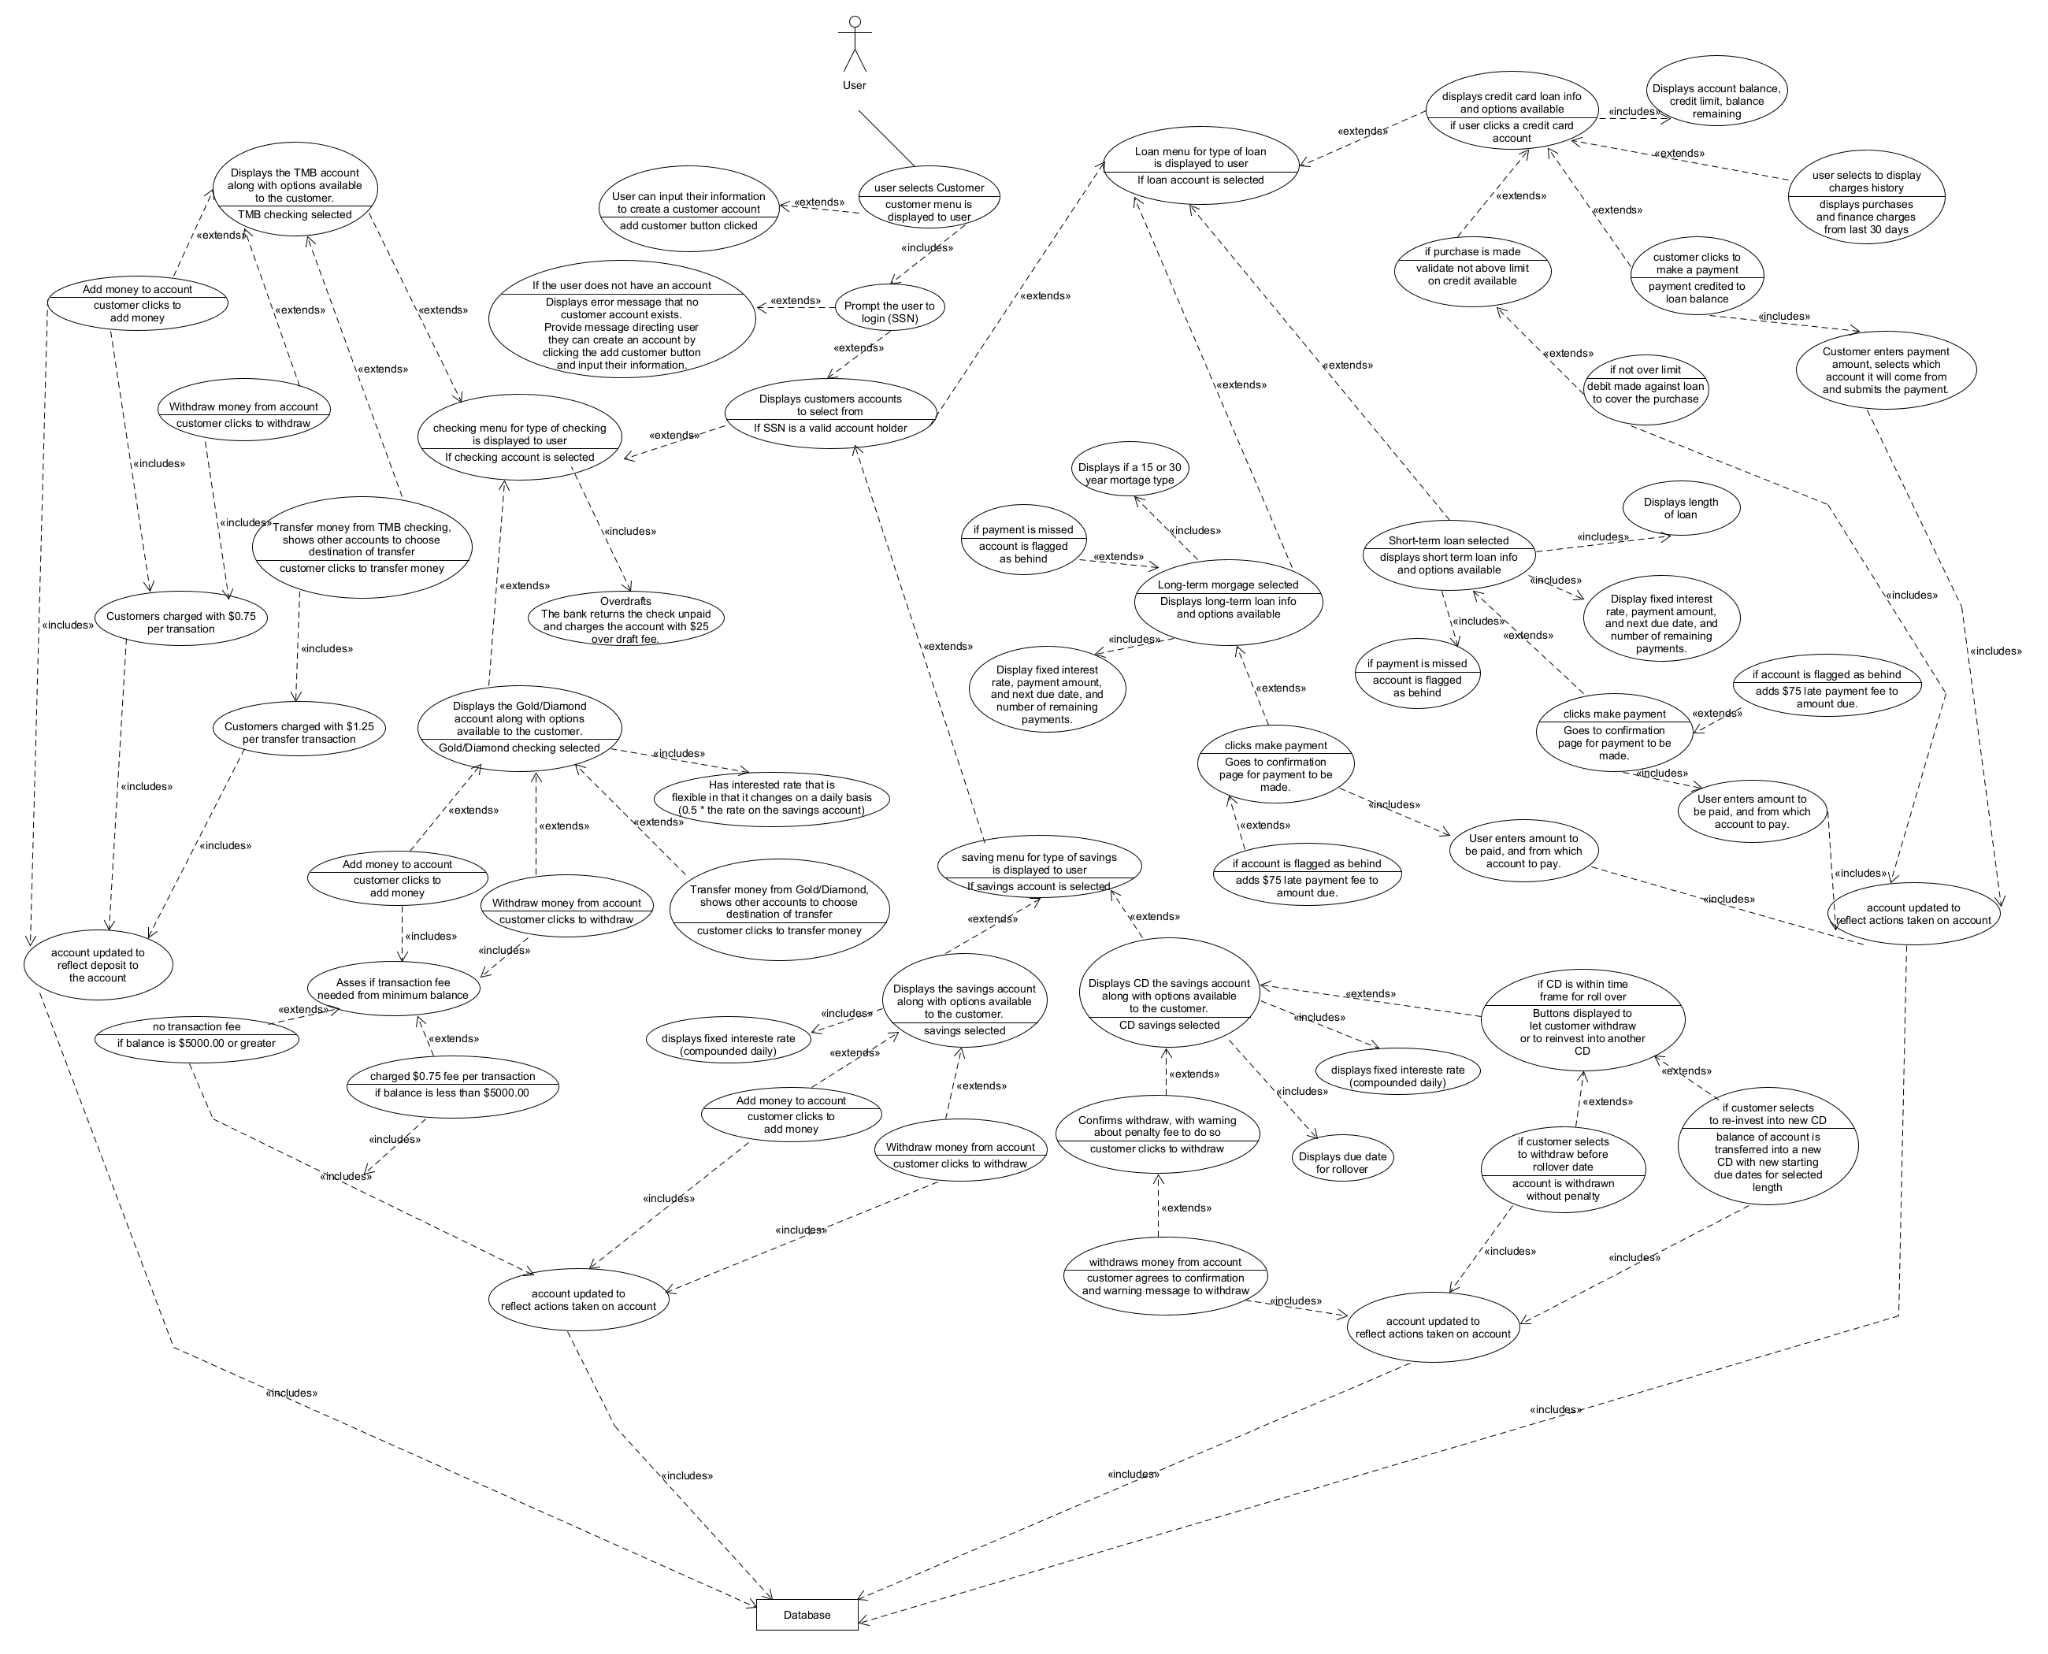 User
user selects Customer
customer menu is
displayed to user
«extends»
User can input their information
to create a customer account
add customer button clicked
«includes»
Prompt the user to
login (SSN)
«extends»
If the user does not have an account
Displays error message that no
customer account exists.
Provide message directing user
they can create an account by
clicking the add customer button
and input their information.
«extends»
Displays customers accounts
to select from
If SSN is a valid account holder
«extends»
checking menu for type of checking
is displayed to user
If checking account is selected
«extends»
Displays the TMB account
along with options available
to the customer.
TMB checking selected
«extends»
Add money to account
customer clicks to
add money
«extends»
Withdraw money from account
customer clicks to withdraw
«extends»
Transfer money from TMB checking,
shows other accounts to choose
destination of transfer
customer clicks to transfer money
«includes»
«includes»
Customers charged with $0.75
per transation
«includes»
«includes»
Customers charged with $1.25
per transfer transaction
«includes»
«includes»
account updated to
reflect deposit to
the account
«includes»
Overdrafts
The bank returns the check unpaid
and charges the account with $25
over draft fee.
«extends»
Displays the Gold/Diamond
account along with options
available to the customer.
Gold/Diamond checking selected
«includes»
Has interested rate that is
flexible in that it changes on a daily basis
(0.5 * the rate on the savings account)
«extends»
Add money to account
customer clicks to
add money
«extends»
Withdraw money from account
customer clicks to withdraw
«extends»
Transfer money from Gold/Diamond,
shows other accounts to choose
destination of transfer
customer clicks to transfer money
«includes»
«includes»
Asses if transaction fee
needed from minimum balance
«extends»
no transaction fee
if balance is $5000.00 or greater
«extends»
charged $0.75 fee per transaction
if balance is less than $5000.00
«includes»
«includes»
account updated to
reflect actions taken on account
«extends»
saving menu for type of savings
is displayed to user
If savings account is selected
«extends»
Displays the savings account
along with options available
to the customer.
savings selected
«includes»
displays fixed intereste rate
(compounded daily)
«extends»
Add money to account
customer clicks to
add money
«extends»
Withdraw money from account
customer clicks to withdraw
«includes»
«includes»
«extends»
Displays CD the savings account
along with options available
to the customer.
CD savings selected
«includes»
displays fixed intereste rate
(compounded daily)
«includes»
Displays due date
for rollover
«extends»
Confirms withdraw, with warning
about penalty fee to do so
customer clicks to withdraw
«extends»
withdraws money from account
customer agrees to confirmation
and warning message to withdraw
«includes»
«extends»
if CD is within time
frame for roll over
Buttons displayed to
let customer withdraw
or to reinvest into another
CD
«extends»
if customer selects
to withdraw before
rollover date
account is withdrawn
without penalty
«extends»
if customer selects
to re-invest into new CD
balance of account is
transferred into a new
CD with new starting
due dates for selected
length
«includes»
«includes»
account updated to
reflect actions taken on account
«extends»
Loan menu for type of loan
is displayed to user
If loan account is selected
«extends»
displays credit card loan info
and options available
if user clicks a credit card
account
«includes»
Displays account balance,
credit limit, balance
remaining
«extends»
user selects to display
charges history
displays purchases
and finance charges
from last 30 days
«extends»
if purchase is made
validate not above limit
on credit available
«extends»
customer clicks to
make a payment
payment credited to
loan balance
«includes»
Customer enters payment
amount, selects which
account it will come from
and submits the payment.
«extends»
if not over limit
debit made against loan
to cover the purchase
«includes»
«includes»
«extends»
Long-term morgage selected
Displays long-term loan info
and options available
«includes»
Displays if a 15 or 30
year mortage type
«extends»
if payment is missed
account is flagged
as behind
«includes»
Display fixed interest
rate, payment amount,
and next due date, and
number of remaining
payments.
«extends»
clicks make payment
Goes to confirmation
page for payment to be
made.
«extends»
if account is flagged as behind
adds $75 late payment fee to
amount due.
«includes»
User enters amount to
be paid, and from which
account to pay.
«includes»
«extends»
Short-term loan selected
displays short term loan info
and options available
«includes»
Displays length
of loan
«includes»
Display fixed interest
rate, payment amount,
and next due date, and
number of remaining
payments.
«includes»
if payment is missed
account is flagged
as behind
«extends»
clicks make payment
Goes to confirmation
page for payment to be
made.
«extends»
if account is flagged as behind
adds $75 late payment fee to
amount due.
«includes»
User enters amount to
be paid, and from which
account to pay.
«includes»
account updated to
reflect actions taken on account
«includes»
«includes»
«includes»
«includes»
Database